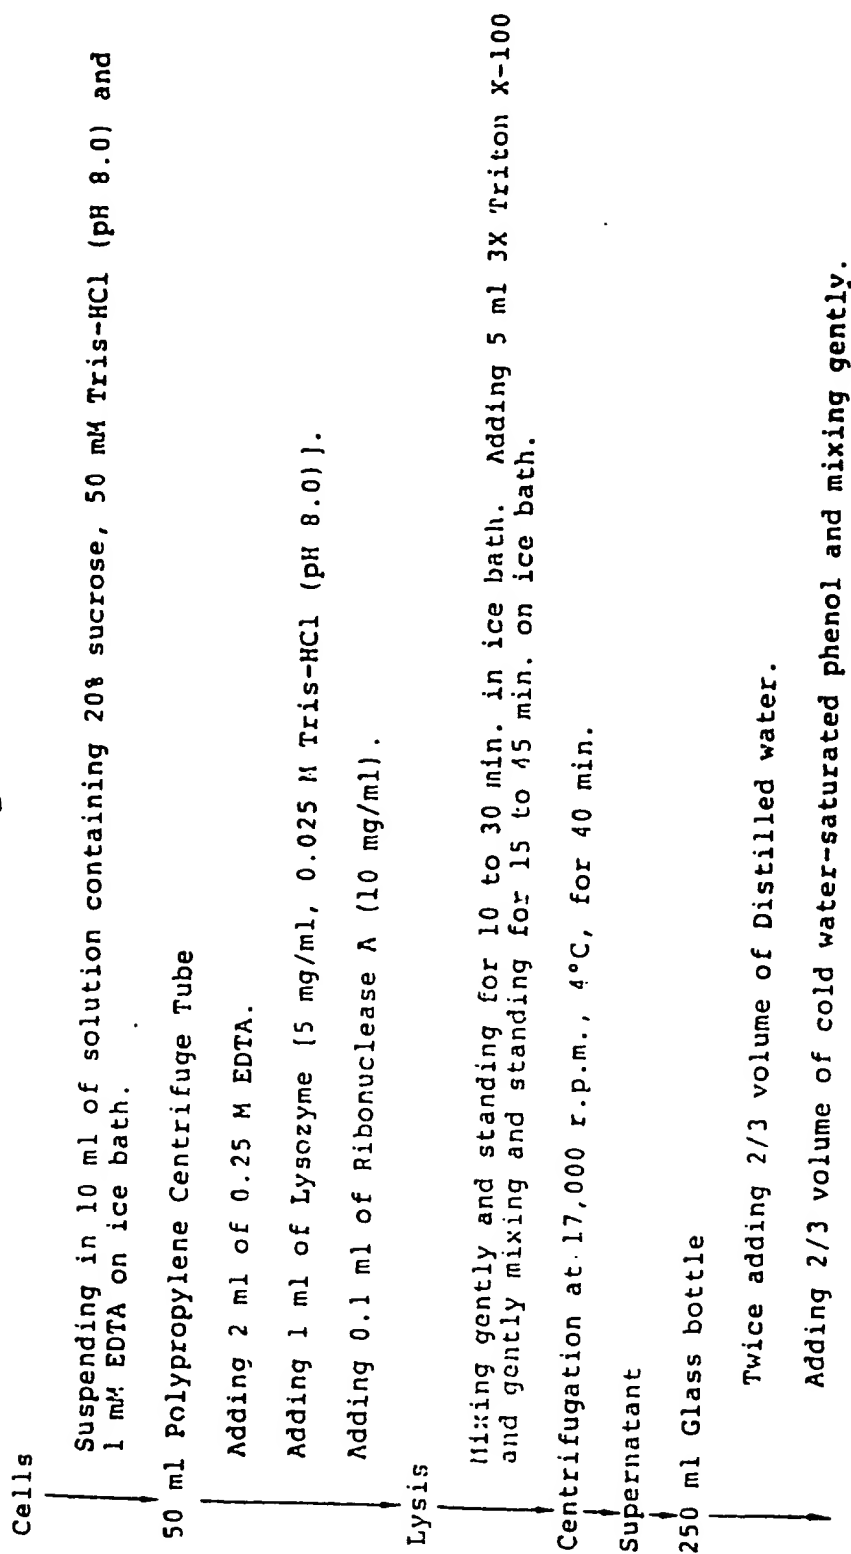 Cells
Suspending in 10 ml of solution containing 20% sucrose, 50 mM Tris-HCl (pH 8.0) and
1 mM EDTA on ice bath.
50 ml Polypropylene Centrifuge Tube
Adding 2 ml of 0.25 M EDTA.
Adding 1 ml of Lysozyme [5 mg/ml, 0.025 M Tris-HCl (pH 8.0)].
Adding 0.1 ml of Ribonuclease A (10 mg/ml).
Lysis
Mixing gently and standing for 10 to 30 min. in ice bath. Adding 5 ml 3X Triton X-100
and gently mixing and standing for 15 to 45 min. on ice bath.
Centrifugation at 17,000 r.p.m., 4°C, for 40 min.
Supernatant
250 ml Glass bottle
Twice adding 2/3 volume of Distilled water.
Adding 2/3 volume of cold water-saturated phenol and mixing gently.